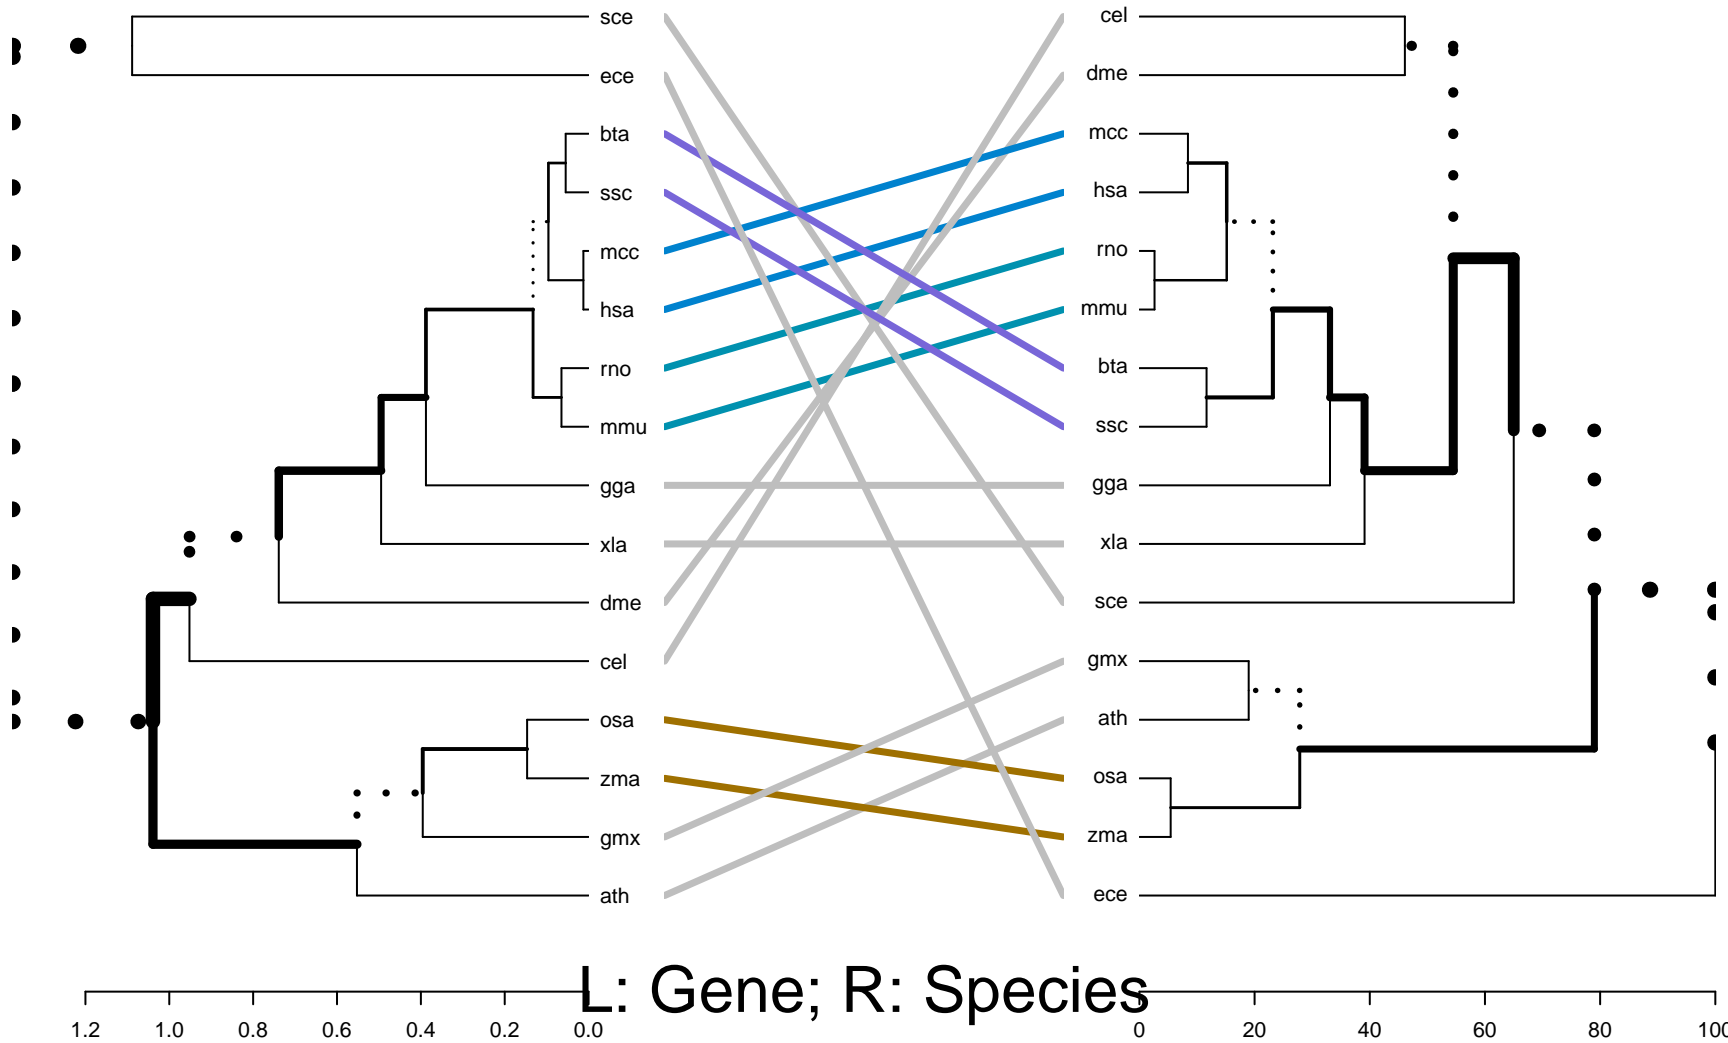 sce cel
ece dme
bta mcc
ssc hsa
mcc rno
hsa mmu
rno bta
mmu ssc
gga gga
xla xla
dme sce
cel gmx
osa ath
zma osa
gmx zma
ath ece
L: Gene; R: Species
1.2 1.0 0.8 0.6 0.4 0.2 0.0 0 20 40 60 80 100